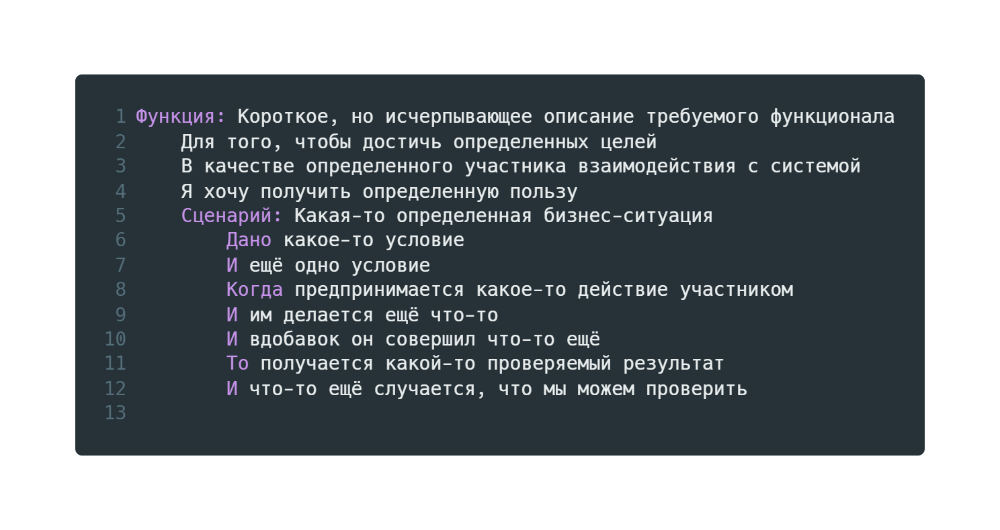 1 Функция: Короткое, но исчерпывающее описание требуемого функционала
2 Для того, чтобы достичь определенных целей
3 В качестве определенного участника взаимодействия с системой
4 Я хочу получить определенную пользу
5 Сценарий: Какая-то определенная бизнес-ситуация
6 Дано какое-то условие
7 И ещё одно условие
8 Когда предпринимается какое-то действие участником
9 И им делается ещё что-то
10 И вдобавок он совершил что-то ещё
11 То получается какой-то проверяемый результат
12 И что-то ещё случается, что мы можем проверить
13